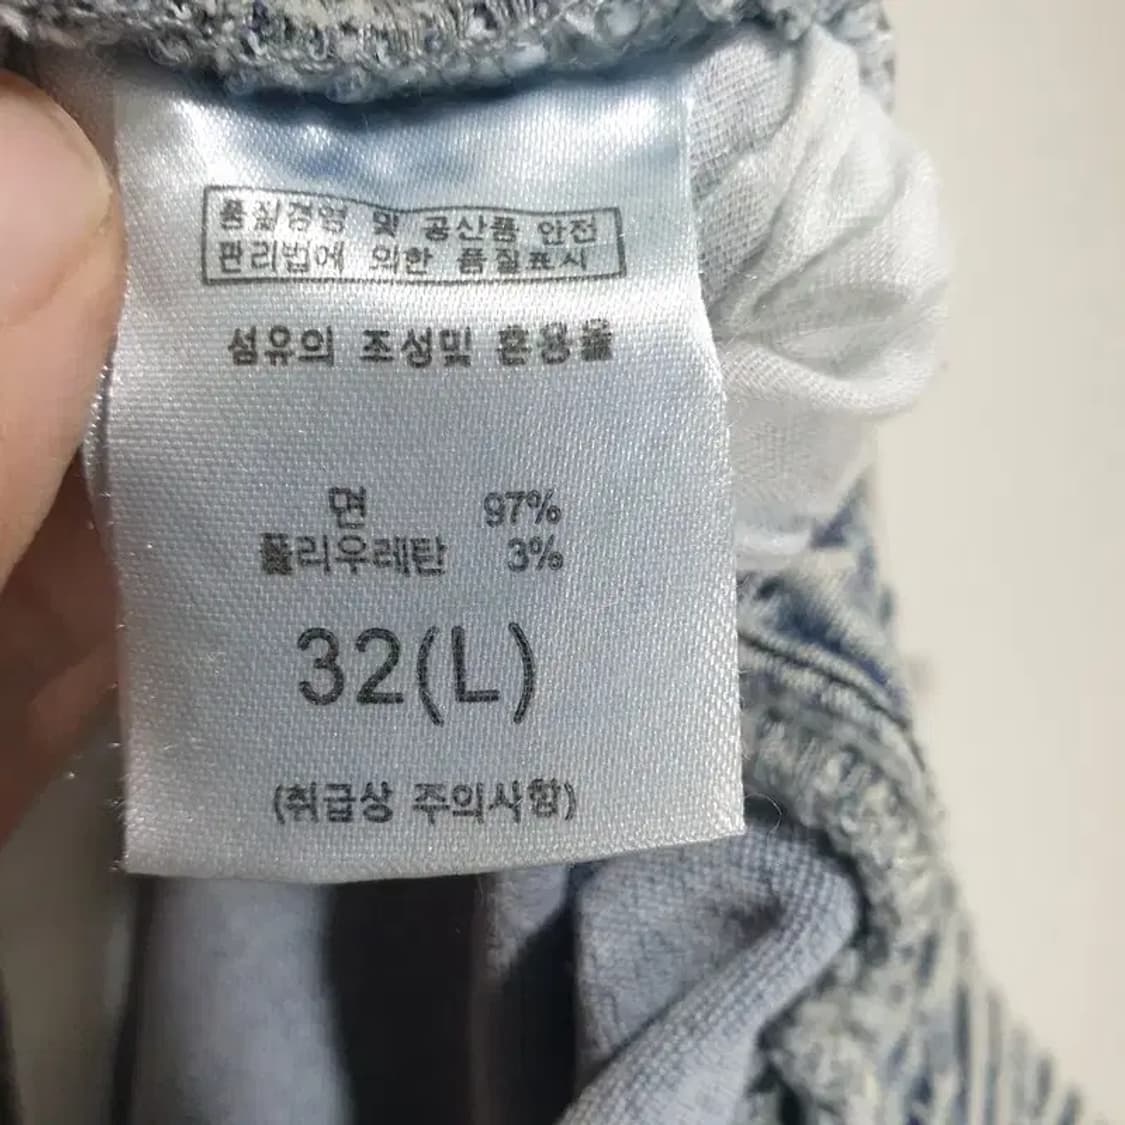 품질경영 및 공산품 안전
관리법에 의한 품질표시
섬유의 조성및 혼용율
면 97%
폴리우레탄 3%
32(L)
(취급상 주의사항)